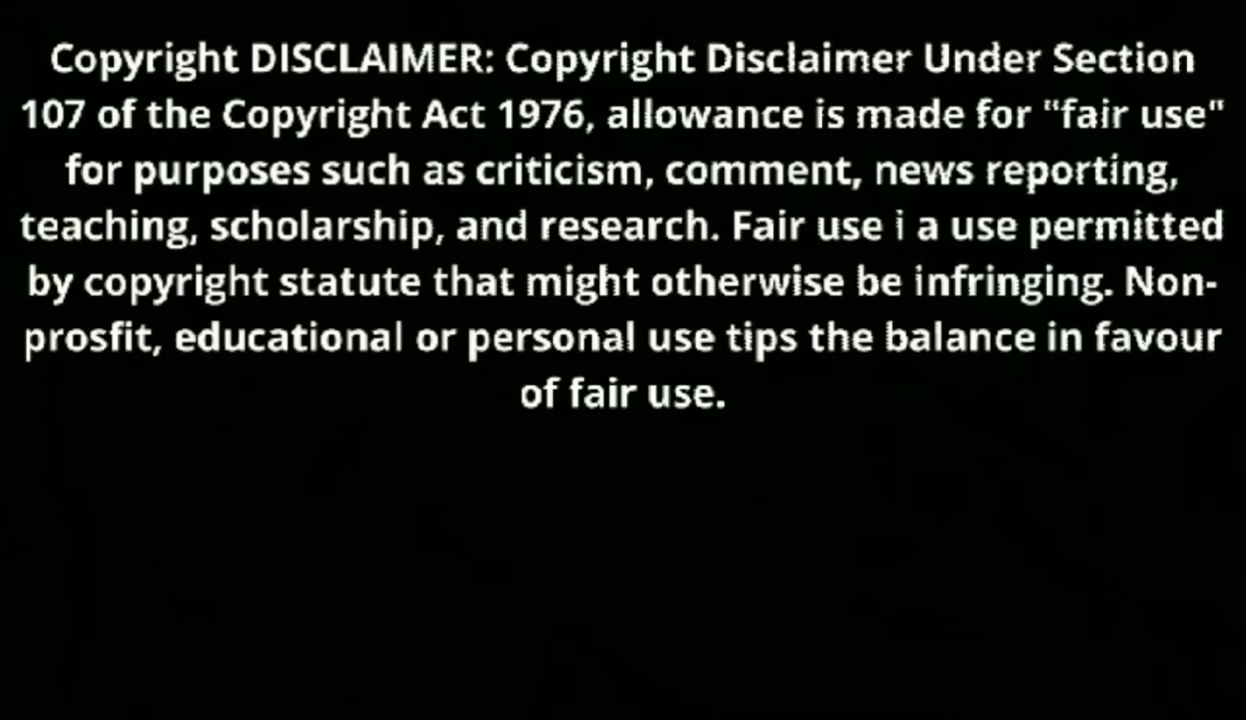 Copyright DISCLAIMER: Copyright Disclaimer Under Section
107 of the Copyright Act 1976, allowance is made for "fair use"
for purposes such as criticism, comment, news reporting,
teaching, scholarship, and research. Fair use i a use permitted
by copyright statute that might otherwise be infringing. Non-
prosfit, educational or personal use tips the balance in favour
of fair use.